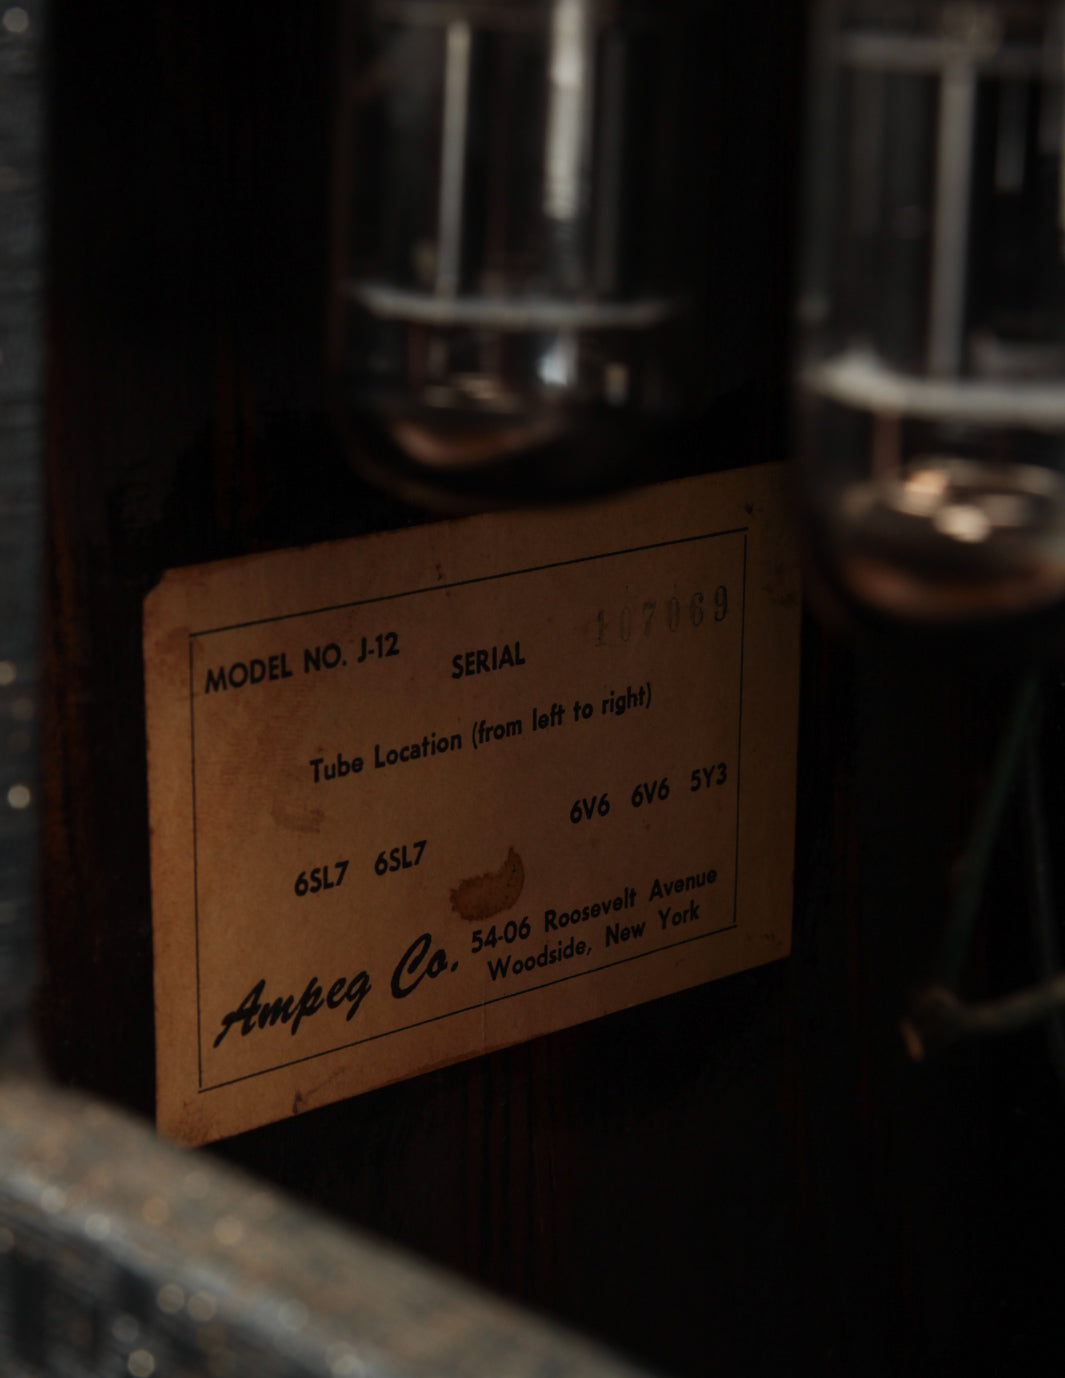 MODEL NO. J-12 SERIAL 107069
Tube Location (from left to right)
6SL7 6SL7 6V6 6V6 5Y3
Ampeg Co. 54-06 Roosevelt Avenue
Woodside, New York